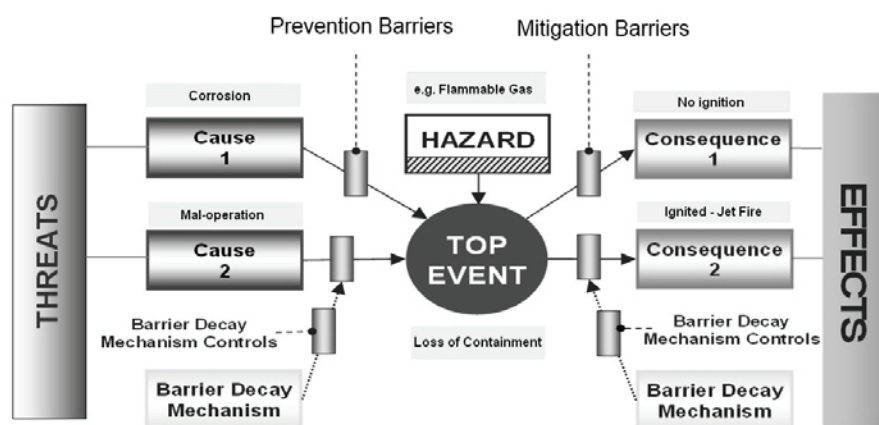 Prevention Barriers
Mitigation Barriers
Corrosion
e.g. Flammable Gas
No ignition
Cause
1
HAZARD
Consequence
1
Mal-operation
Ignited - Jet Fire
THREATS
Cause
2
TOP
EVENT
Consequence
2
EFFECTS
Barrier Decay
Mechanism Controls
Loss of Containment
Barrier Decay
Mechanism Controls
Barrier Decay
Mechanism
Barrier Decay
Mechanism